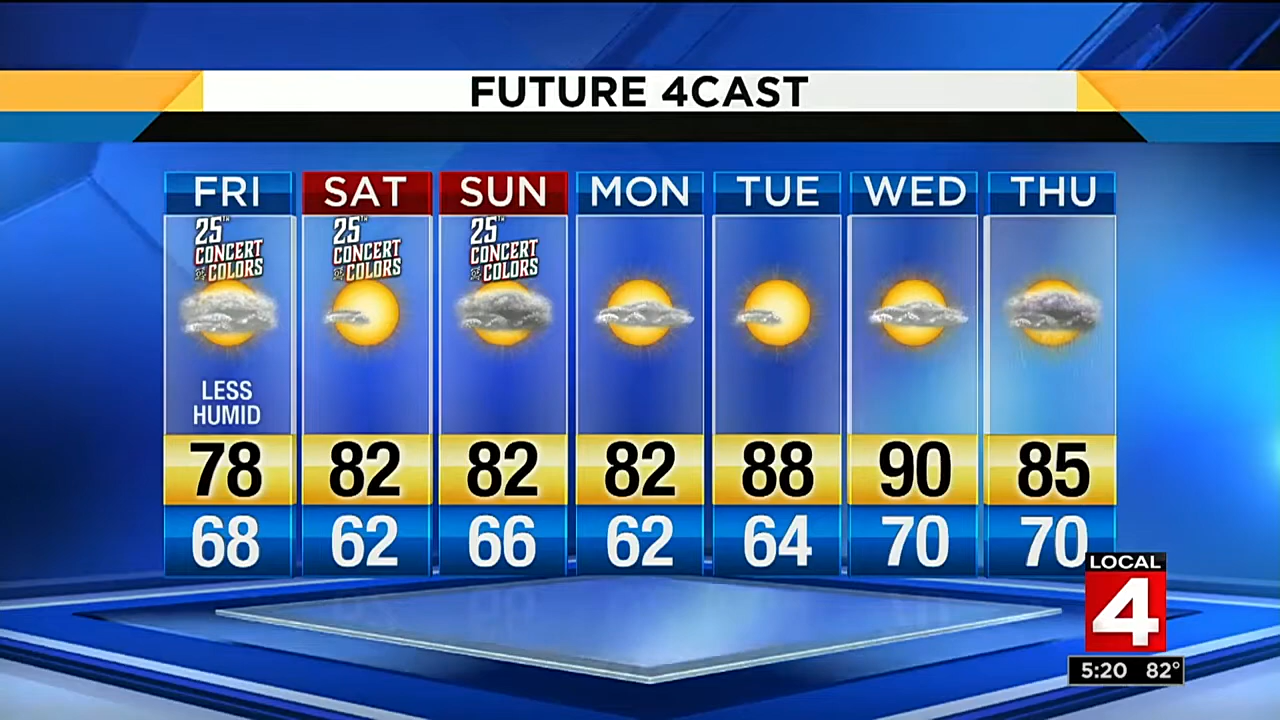 FUTURE 4CAST
FRI SAT SUN MON TUE WED THU
25TH 25TH 25TH
CONCERT CONCERT CONCERT
OF COLORS OF COLORS OF COLORS
LESS
HUMID
78 82 82 82 88 90 85
68 62 66 62 64 70 70
LOCAL
4
5:20 82°